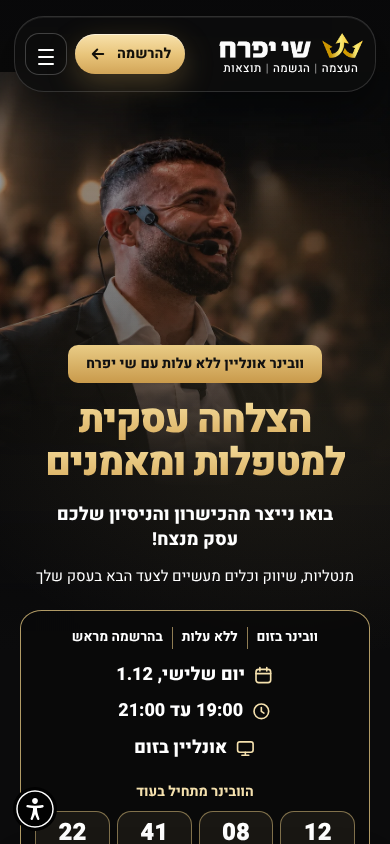 שי יפרח
העצמה | הגשמה | תוצאות
להרשמה
וובינר אונליין ללא עלות עם שי יפרח
הצלחה עסקית
למטפלות ומאמנים
בואו נייצר מהכישרון והניסיון שלכם
עסק מנצח!
מנטליות, שיווק וכלים מעשיים לצעד הבא בעסק שלך
וובינר בזום | ללא עלות | בהרשמה מראש
יום שלישי, 1.12
19:00 עד 21:00
אונליין בזום
הוובינר מתחיל בעוד
12 08 41 22